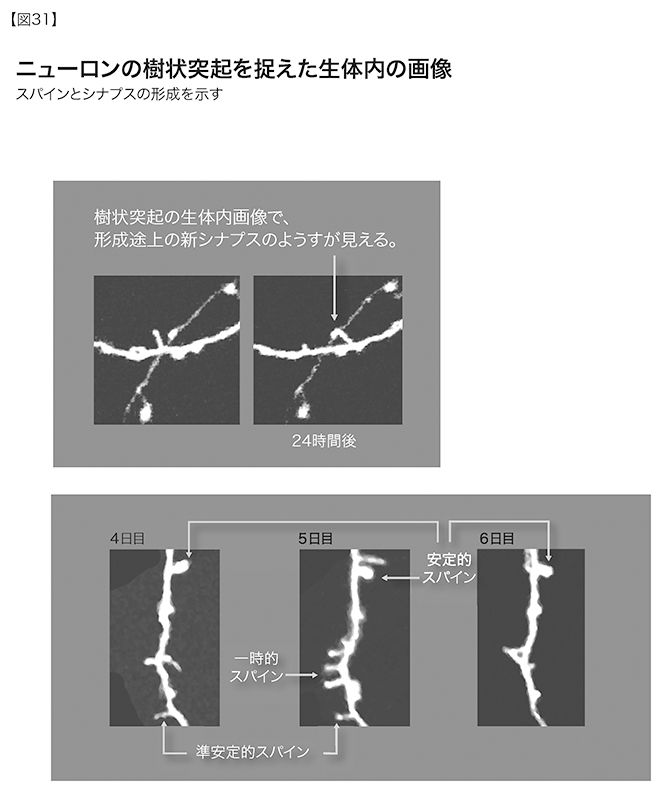 【図31】
ニューロンの樹状突起を捉えた生体内の画像
スパインとシナプスの形成を示す
樹状突起の生体内画像で、
形成途上の新シナプスのようすが見える。
24時間後
4日目
5日目
6日目
安定的
スパイン
一時的
スパイン
準安定的スパイン